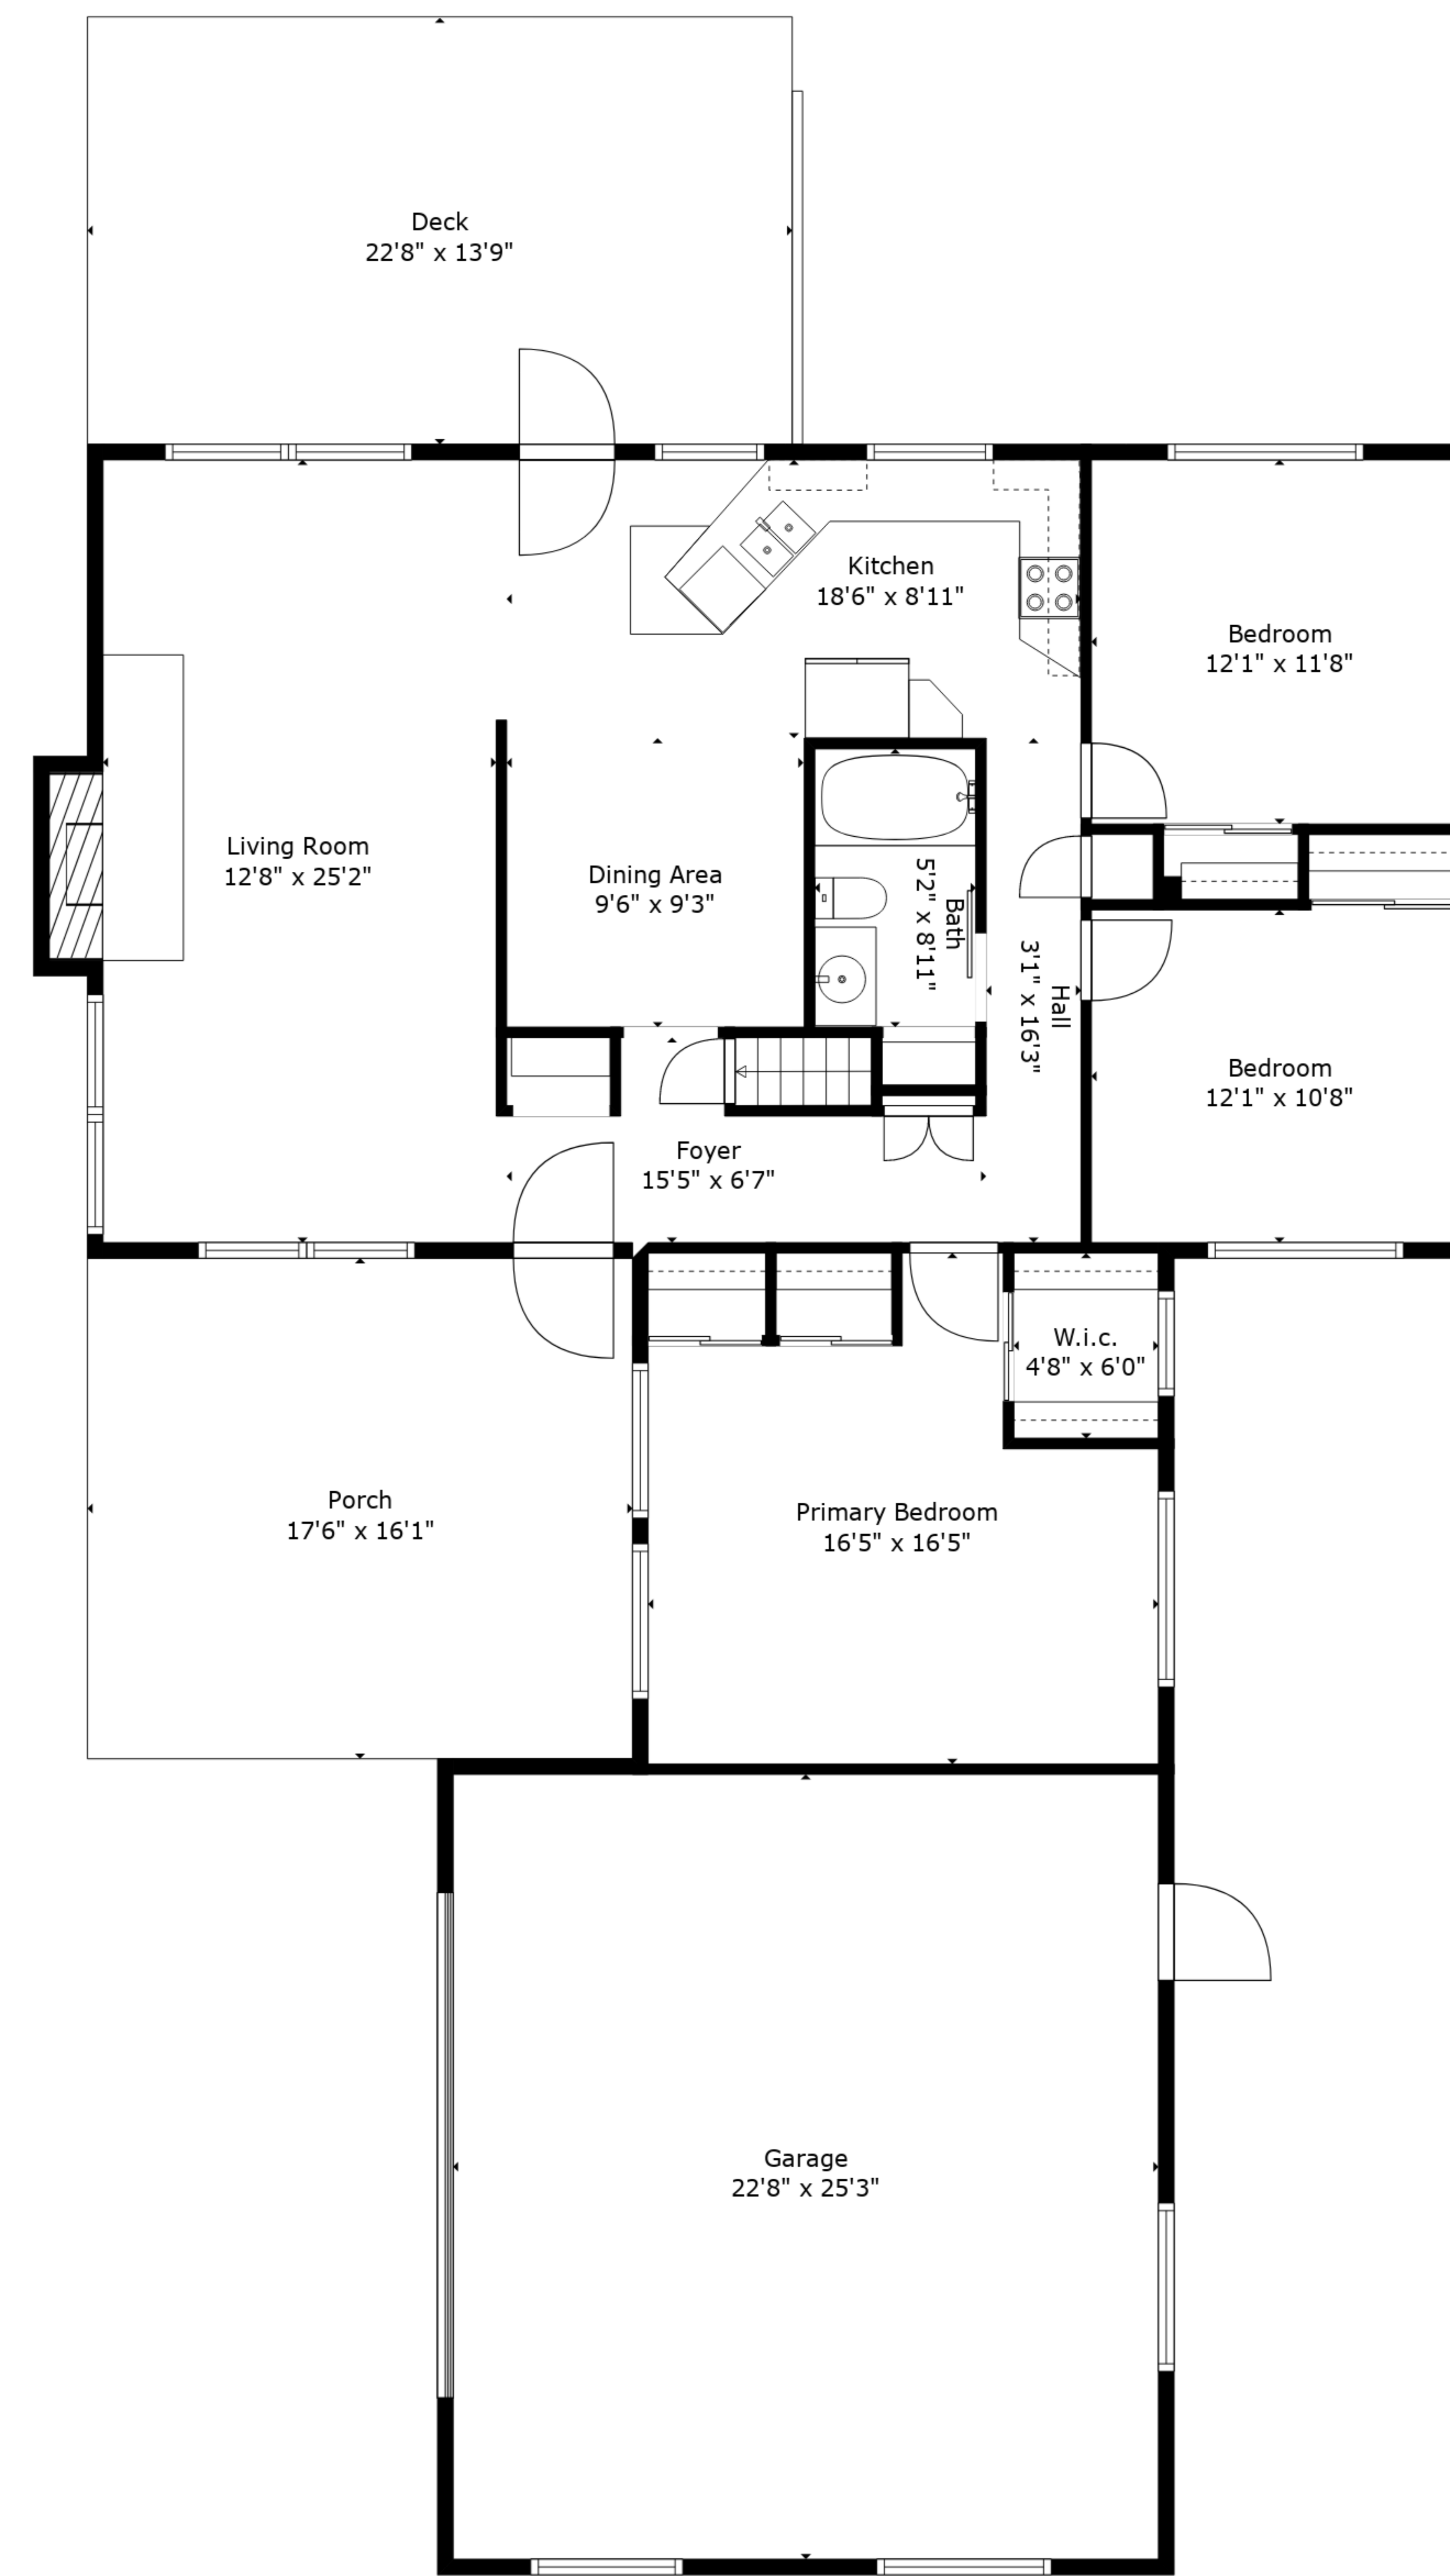 Deck
22'8" x 13'9"
Kitchen
18'6" x 8'11"
Bedroom
12'1" x 11'8"
Living Room
12'8" x 25'2"
Dining Area
9'6" x 9'3"
Bath
5'2" x 8'11"
Hall
3'1" x 16'3"
Bedroom
12'1" x 10'8"
Foyer
15'5" x 6'7"
W.i.c.
4'8" x 6'0"
Porch
17'6" x 16'1"
Primary Bedroom
16'5" x 16'5"
Garage
22'8" x 25'3"